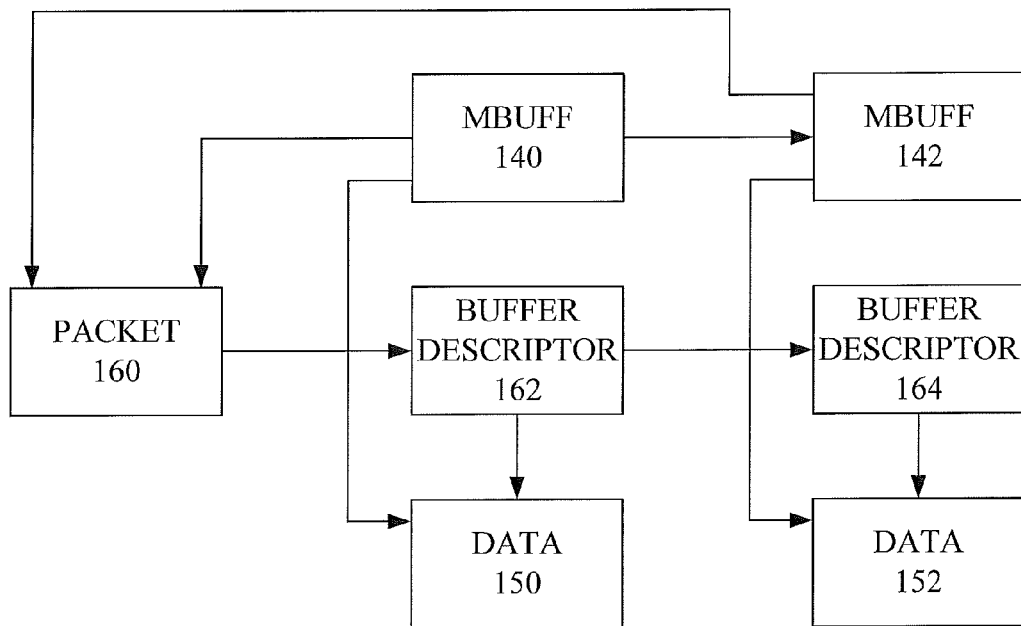 MBUFF
140
MBUFF
142
PACKET
160
BUFFER
DESCRIPTOR
162
BUFFER
DESCRIPTOR
164
DATA
150
DATA
152